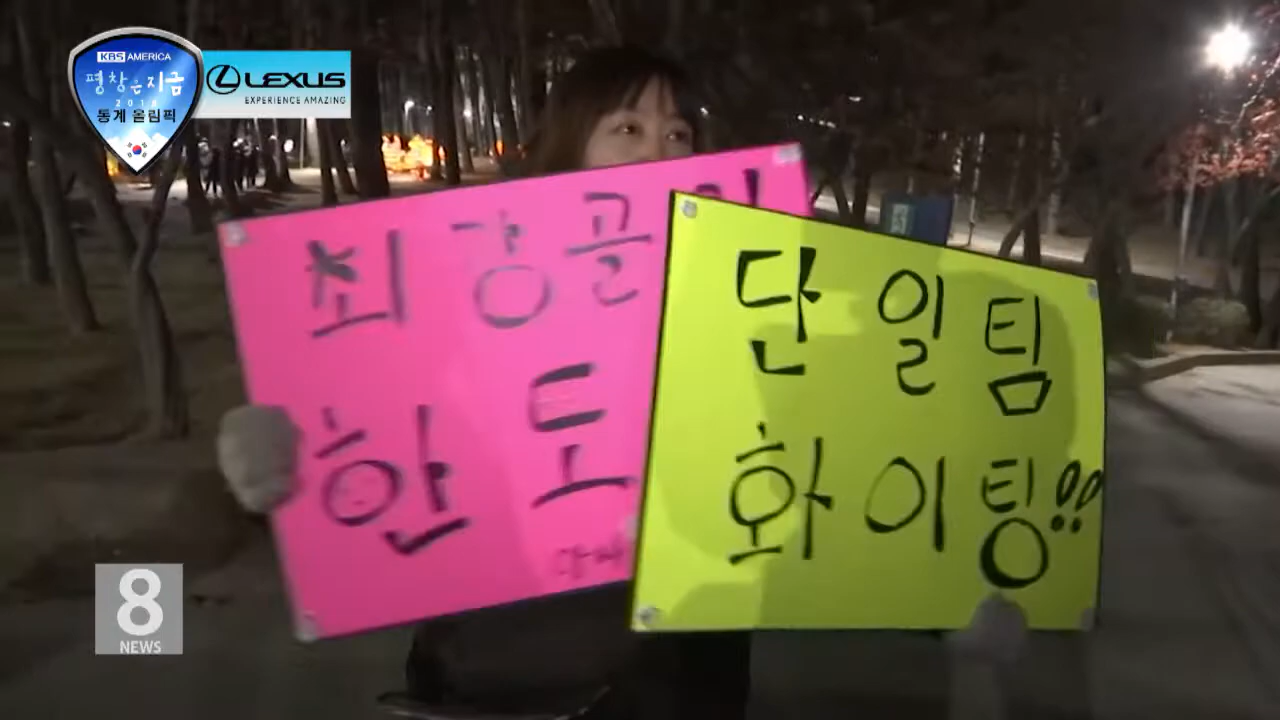 KBS AMERICA
평창은 지금
2018
동계 올림픽
LEXUS
EXPERIENCE AMAZING
최강골
한도
단일팀
화이팅!!
8
NEWS